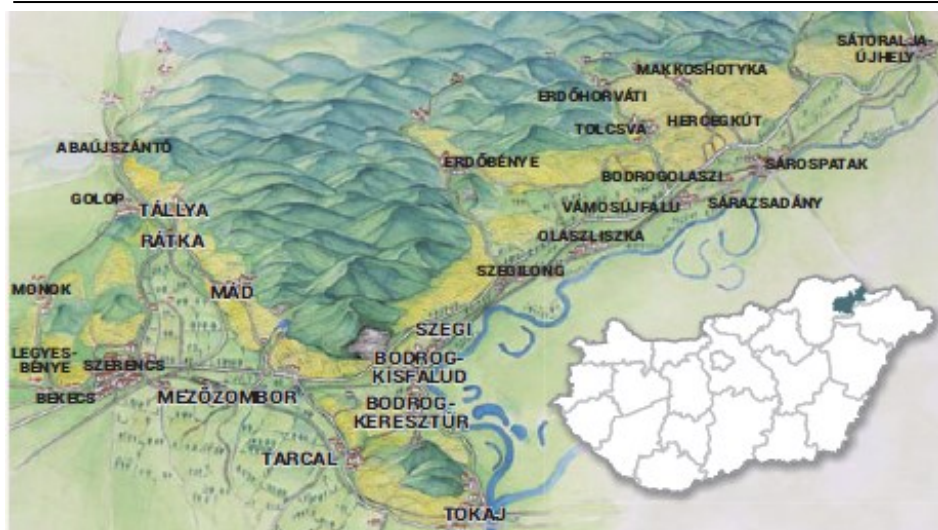 SÁTORALJA-
ÚJHELY
MAKKOSHOTYKA
ERDŐHORVÁTI
HERCEGKÚT
TOLCSVA
ABAÚJSZÁNTÓ
ERDŐBÉNYE
SÁROSPATAK
BODROGOLASZI
GOLOP
TÁLLYA
VÁMOSÚJFALU
SÁRAZSADÁNY
RÁTKA
OLASZLISZKA
SZEGILONG
MONOK
MÁD
SZEGI
LEGYES-
BÉNYE
SZERENCS
BODROG-
KISFALUD
BEKECS
MEZŐZOMBOR
BODROG-
KERESZTÚR
TARCAL
TOKAJ